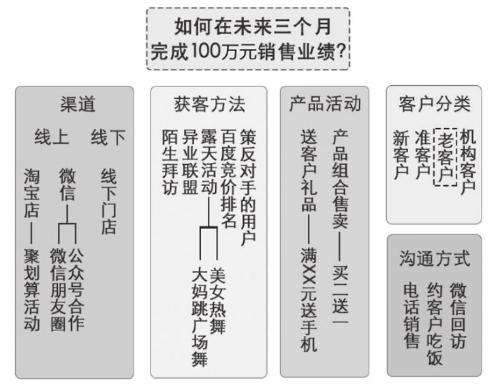 如何在未来三个月
完成100万元销售业绩?
渠道
线上
线下
淘宝店
聚划算活动
微信
微信朋友圈
公众号合作
线下门店
获客方法
陌生拜访
异业联盟
露天活动
大妈跳广场舞
美女热舞
百度竞价排名
策反对手的用户
产品活动
送客户礼品
满XX元送手机
产品组合售卖
买二送一
客户分类
新客户
准客户
老客户
机构客户
沟通方式
电话销售
约客户吃饭
微信回访